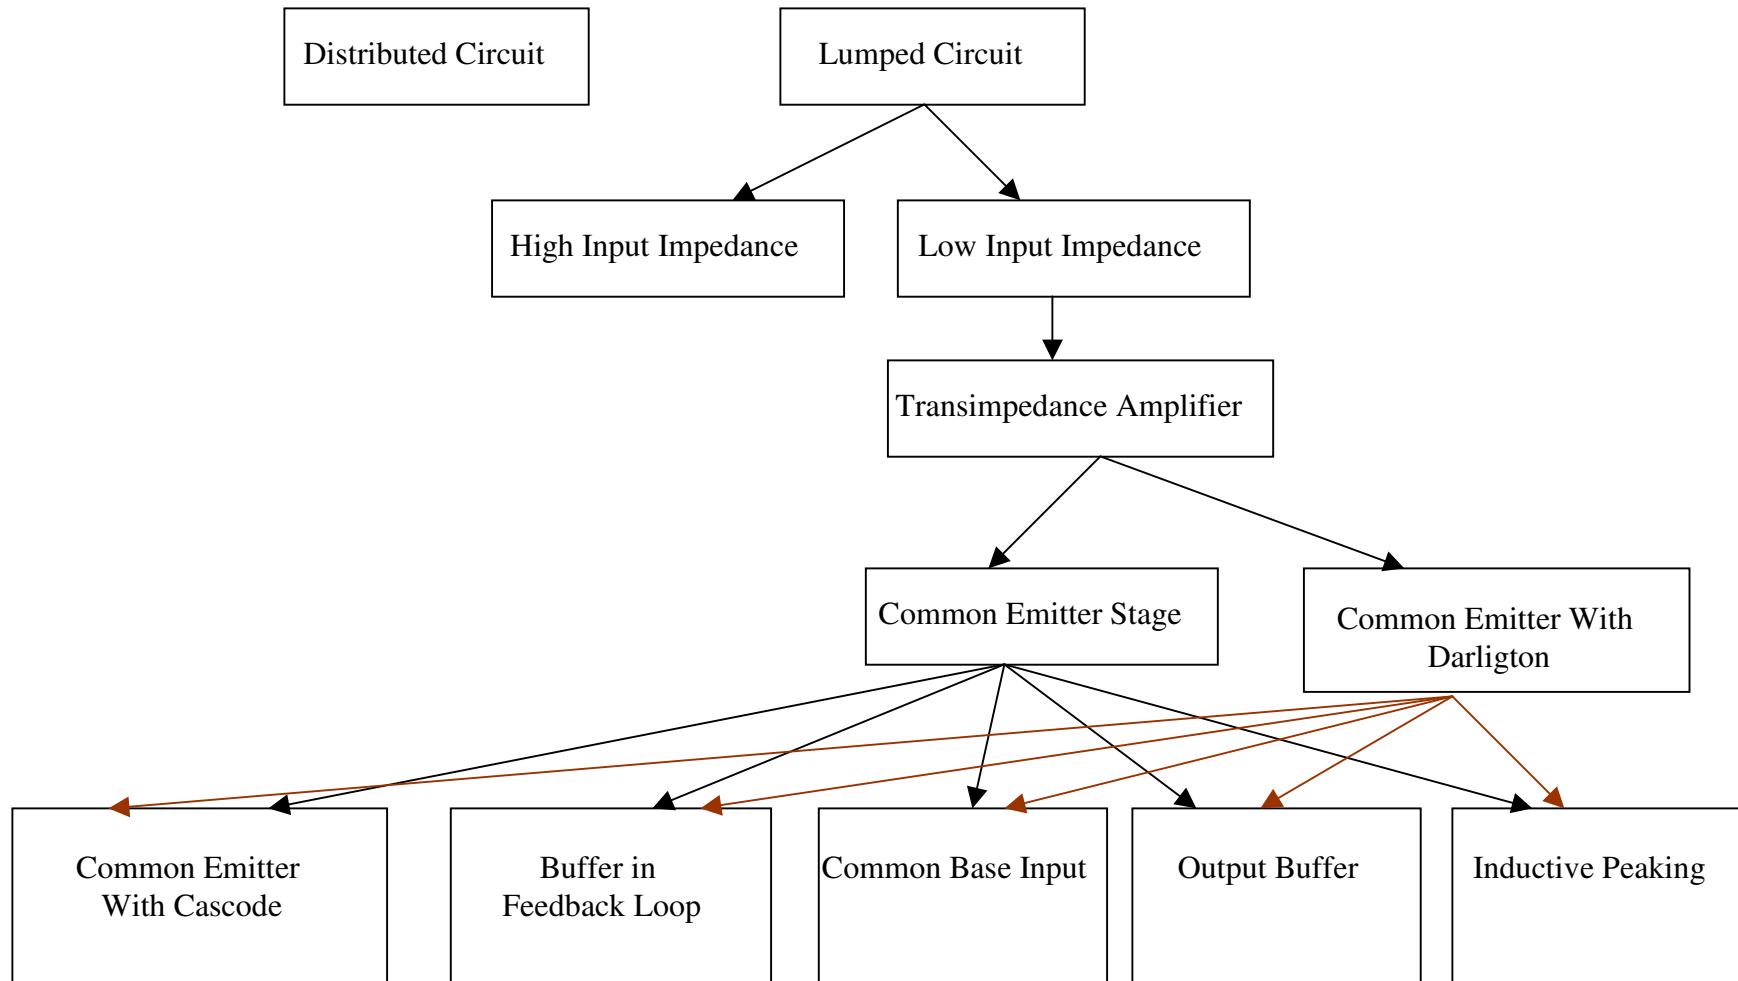 Distributed Circuit
Lumped Circuit
High Input Impedance
Low Input Impedance
Transimpedance Amplifier
Common Emitter Stage
Common Emitter With
Darligton
Common Emitter
With Cascode
Buffer in
Feedback Loop
Common Base Input
Output Buffer
Inductive Peaking